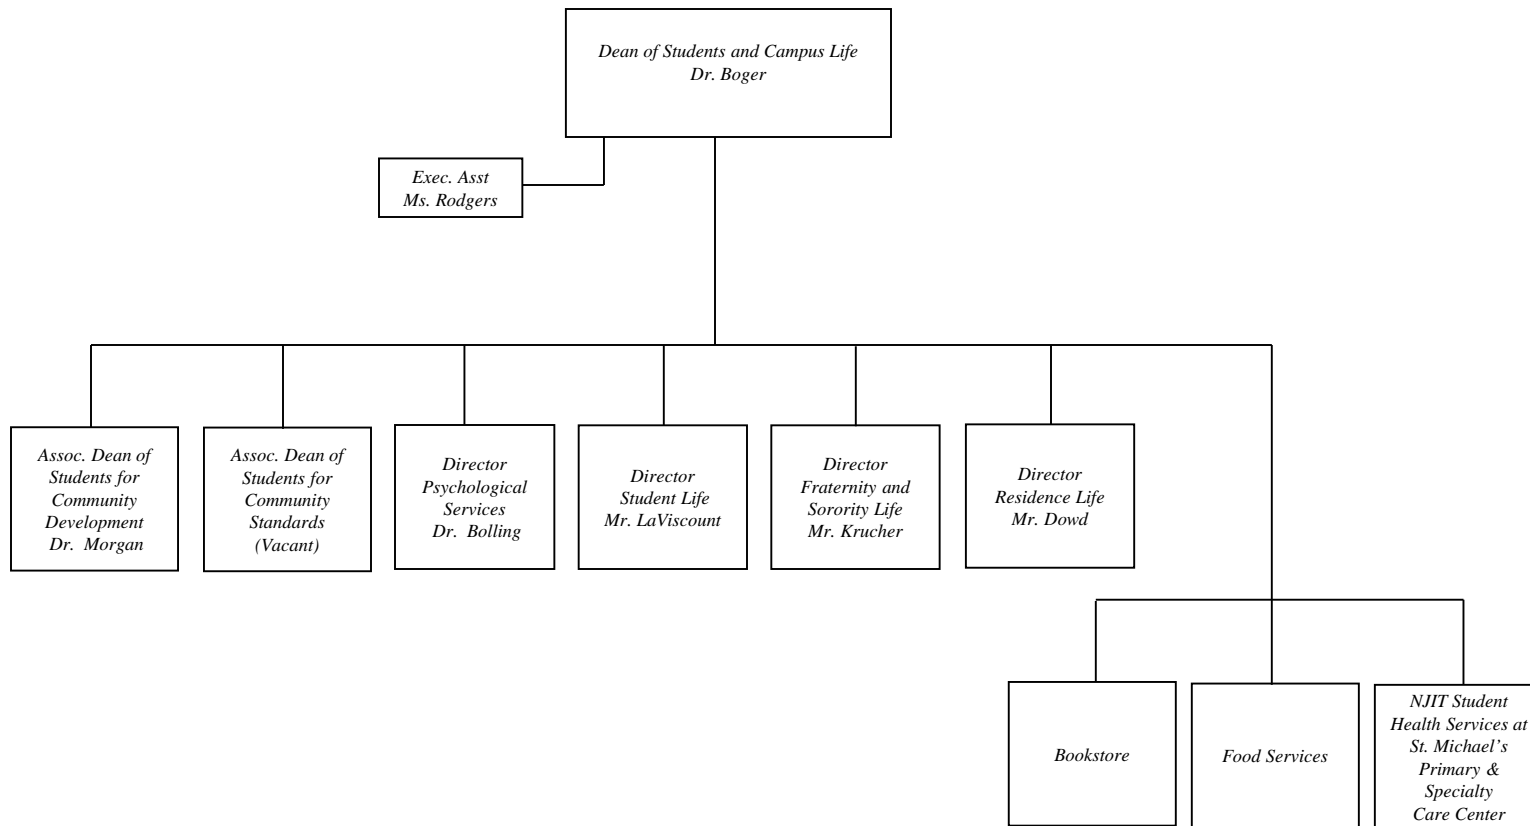 Dean of Students and Campus Life
Dr. Boger
Exec. Asst
Ms. Rodgers
Assoc. Dean of
Students for
Community
Development
Dr. Morgan
Assoc. Dean of
Students for
Community
Standards
(Vacant)
Director
Psychological
Services
Dr. Bolling
Director
Student Life
Mr. LaViscount
Director
Fraternity and
Sorority Life
Mr. Krucher
Director
Residence Life
Mr. Dowd
Bookstore
Food Services
NJIT Student
Health Services at
St. Michael's
Primary &
Specialty
Care Center